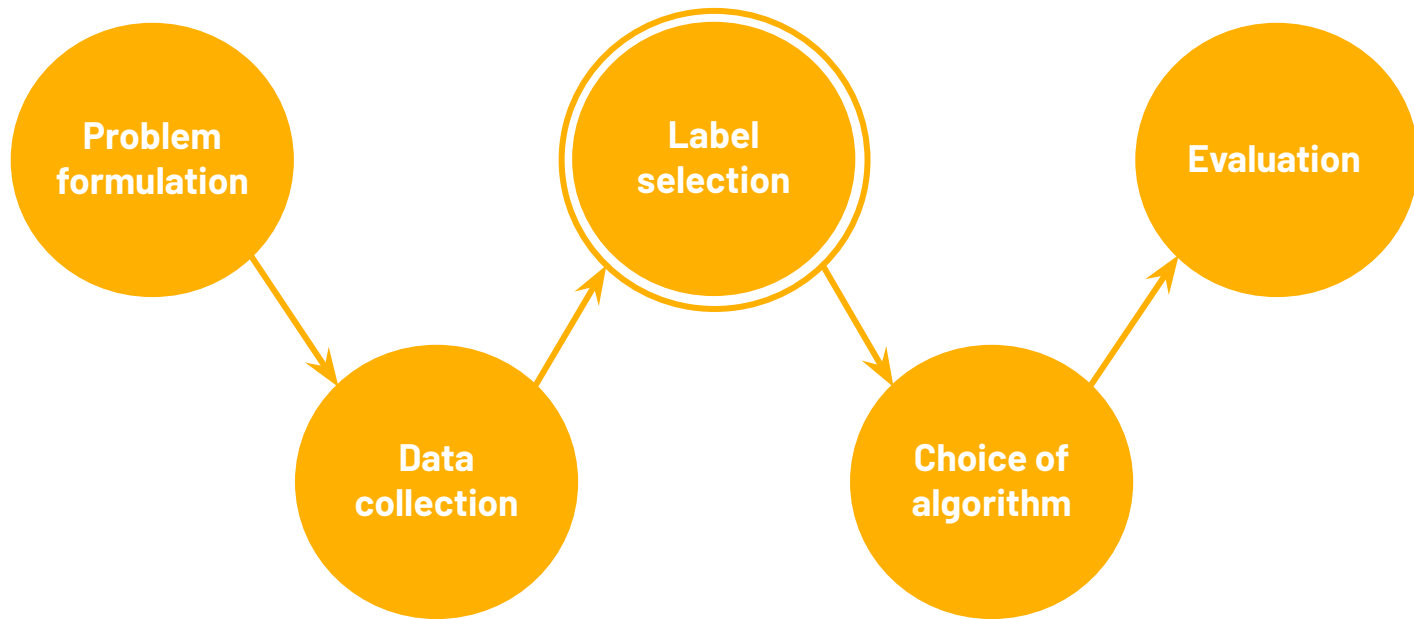 Problem
formulation
Data
collection
Label
selection
Choice of
algorithm
Evaluation